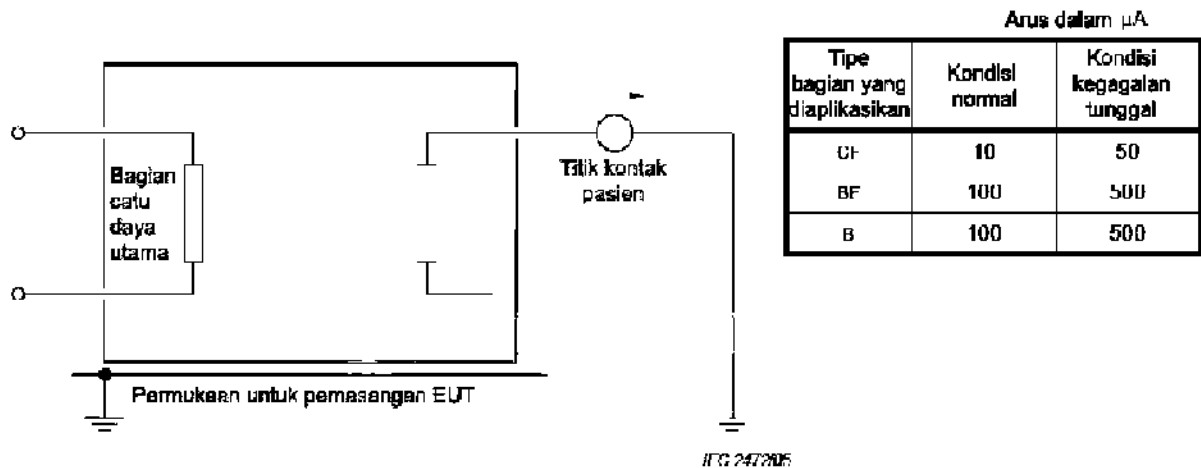 Arus dalam µA
Tipe
bagian yang
diaplikasikan
Kondisi
normal
Kondisi
kegagalan
tunggal
CF
10
50
BF
100
500
B
100
500
Bagian
catu
daya
utama
Titik kontak
pasien
Permukaan untuk pemasangan EUT
IEC 2472/05